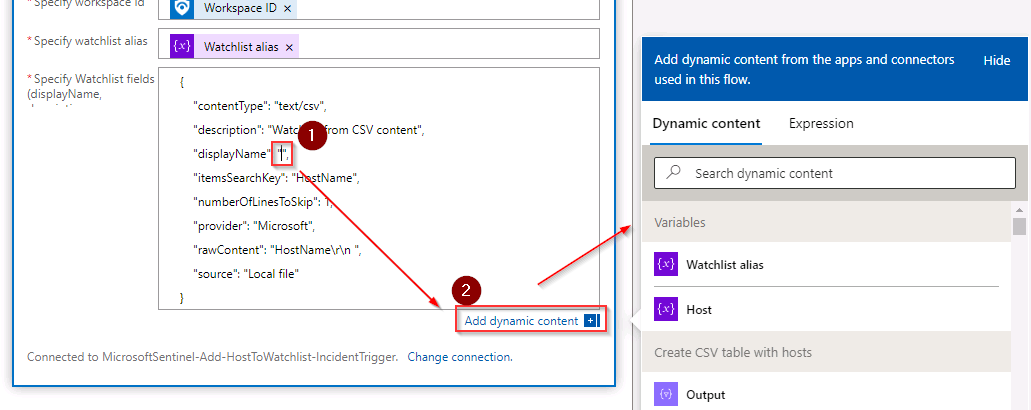 * Specify workspace id
Workspace ID ×
* Specify watchlist alias
{x} Watchlist alias ×
* Specify Watchlist fields
(displayName,
{
"contentType": "text/csv",
"description": "Watch from CSV content",
1
"displayName" "",
"itemsSearchKey": "HostName",
"numberOfLinesToSkip": 1,
"provider": "Microsoft",
"rawContent": "HostName\r\n ",
"source": "Local file"
}
2
Add dynamic content
Connected to MicrosoftSentinel-Add-HostToWatchlist-IncidentTrigger. Change connection.
Add dynamic content from the apps and connectors
used in this flow.
Hide
Dynamic content
Expression
Search dynamic content
Variables
{x} Watchlist alias
{x} Host
Create CSV table with hosts
{v} Output